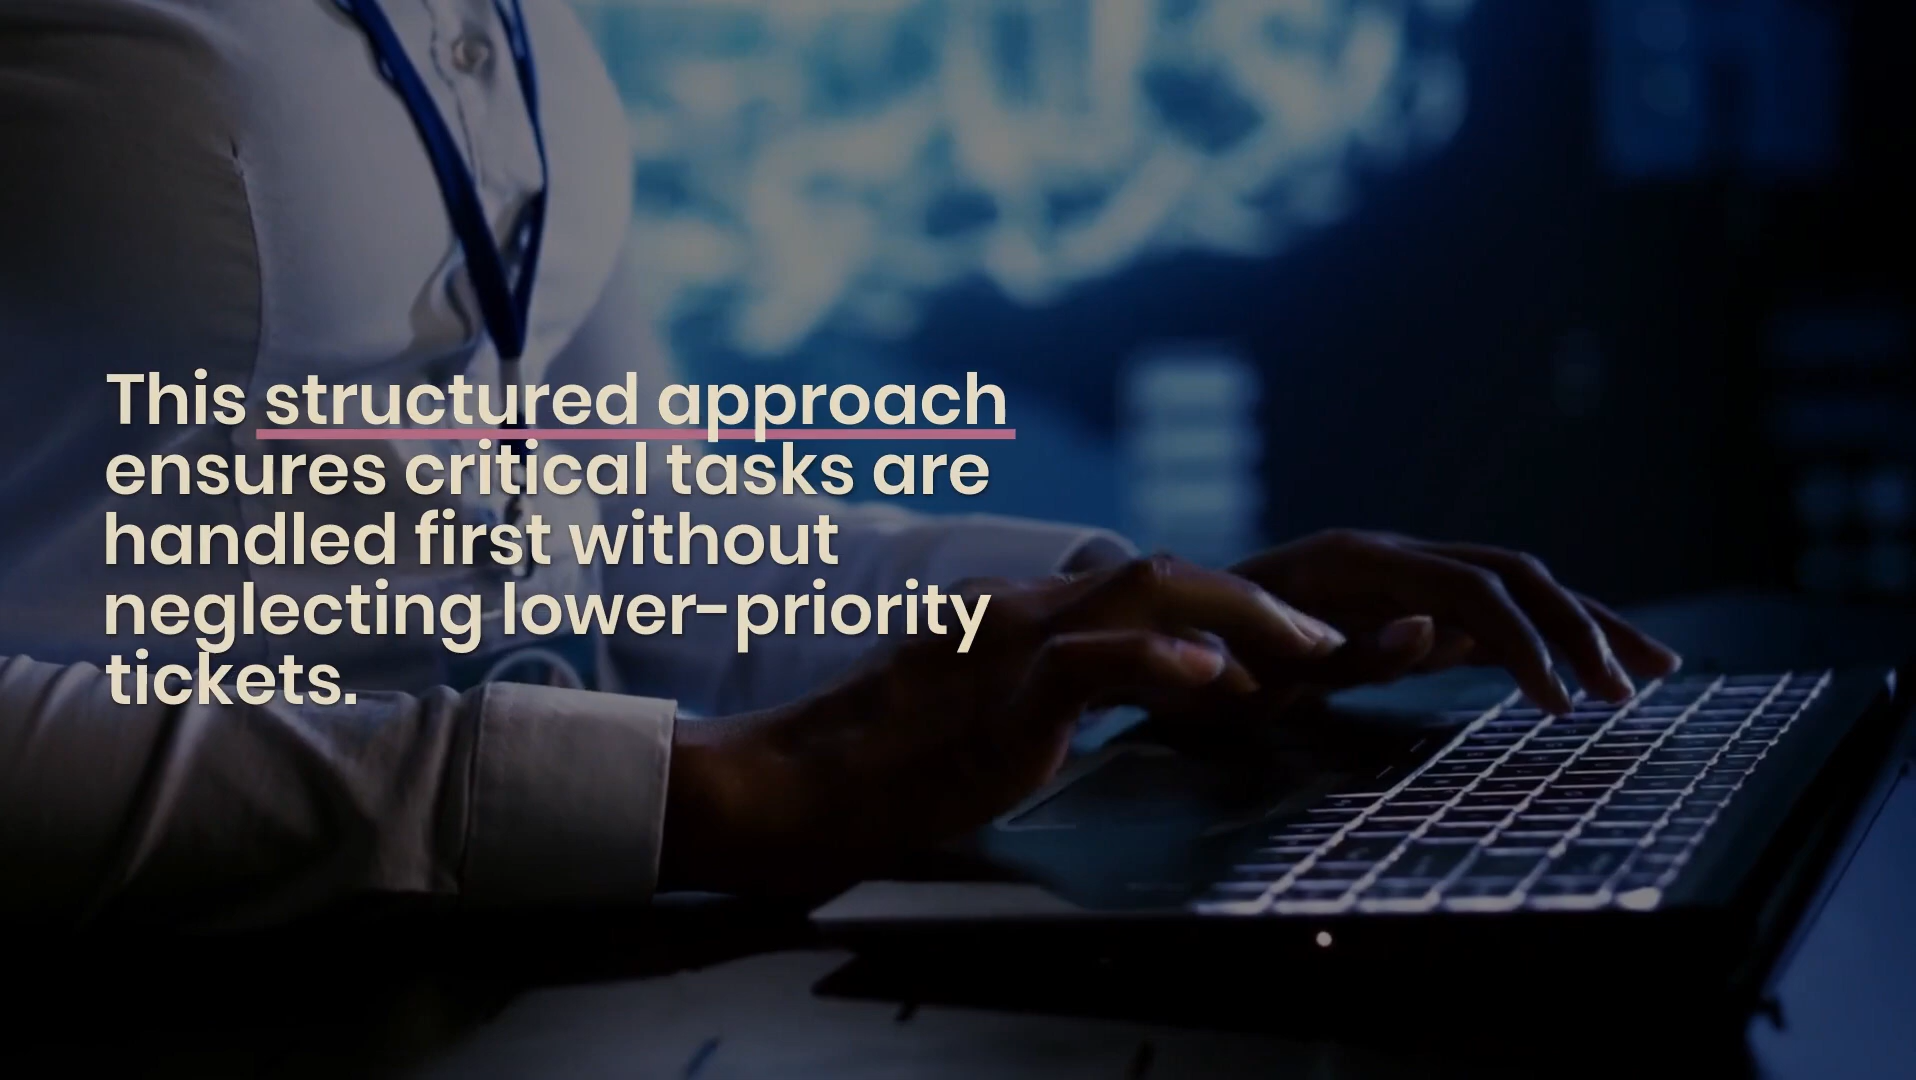 This structured approach
ensures critical tasks are
handled first without
neglecting lower-priority
tickets.